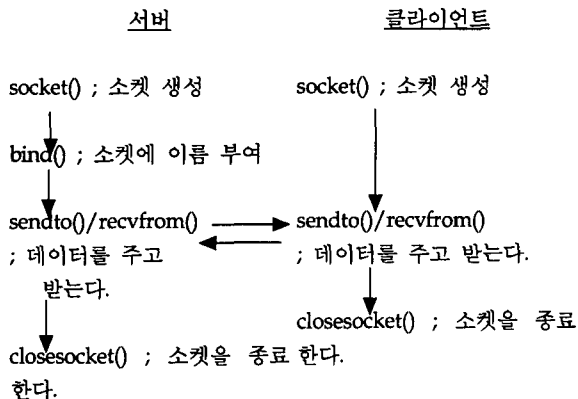 서버
클라이언트
socket() ; 소켓 생성
socket() ; 소켓 생성
bind() ; 소켓에 이름 부여
sendto()/recvfrom()
; 데이터를 주고
받는다.
sendto()/recvfrom()
; 데이터를 주고 받는다.
closesocket() ; 소켓을 종료
closesocket() ; 소켓을 종료 한다.
한다.